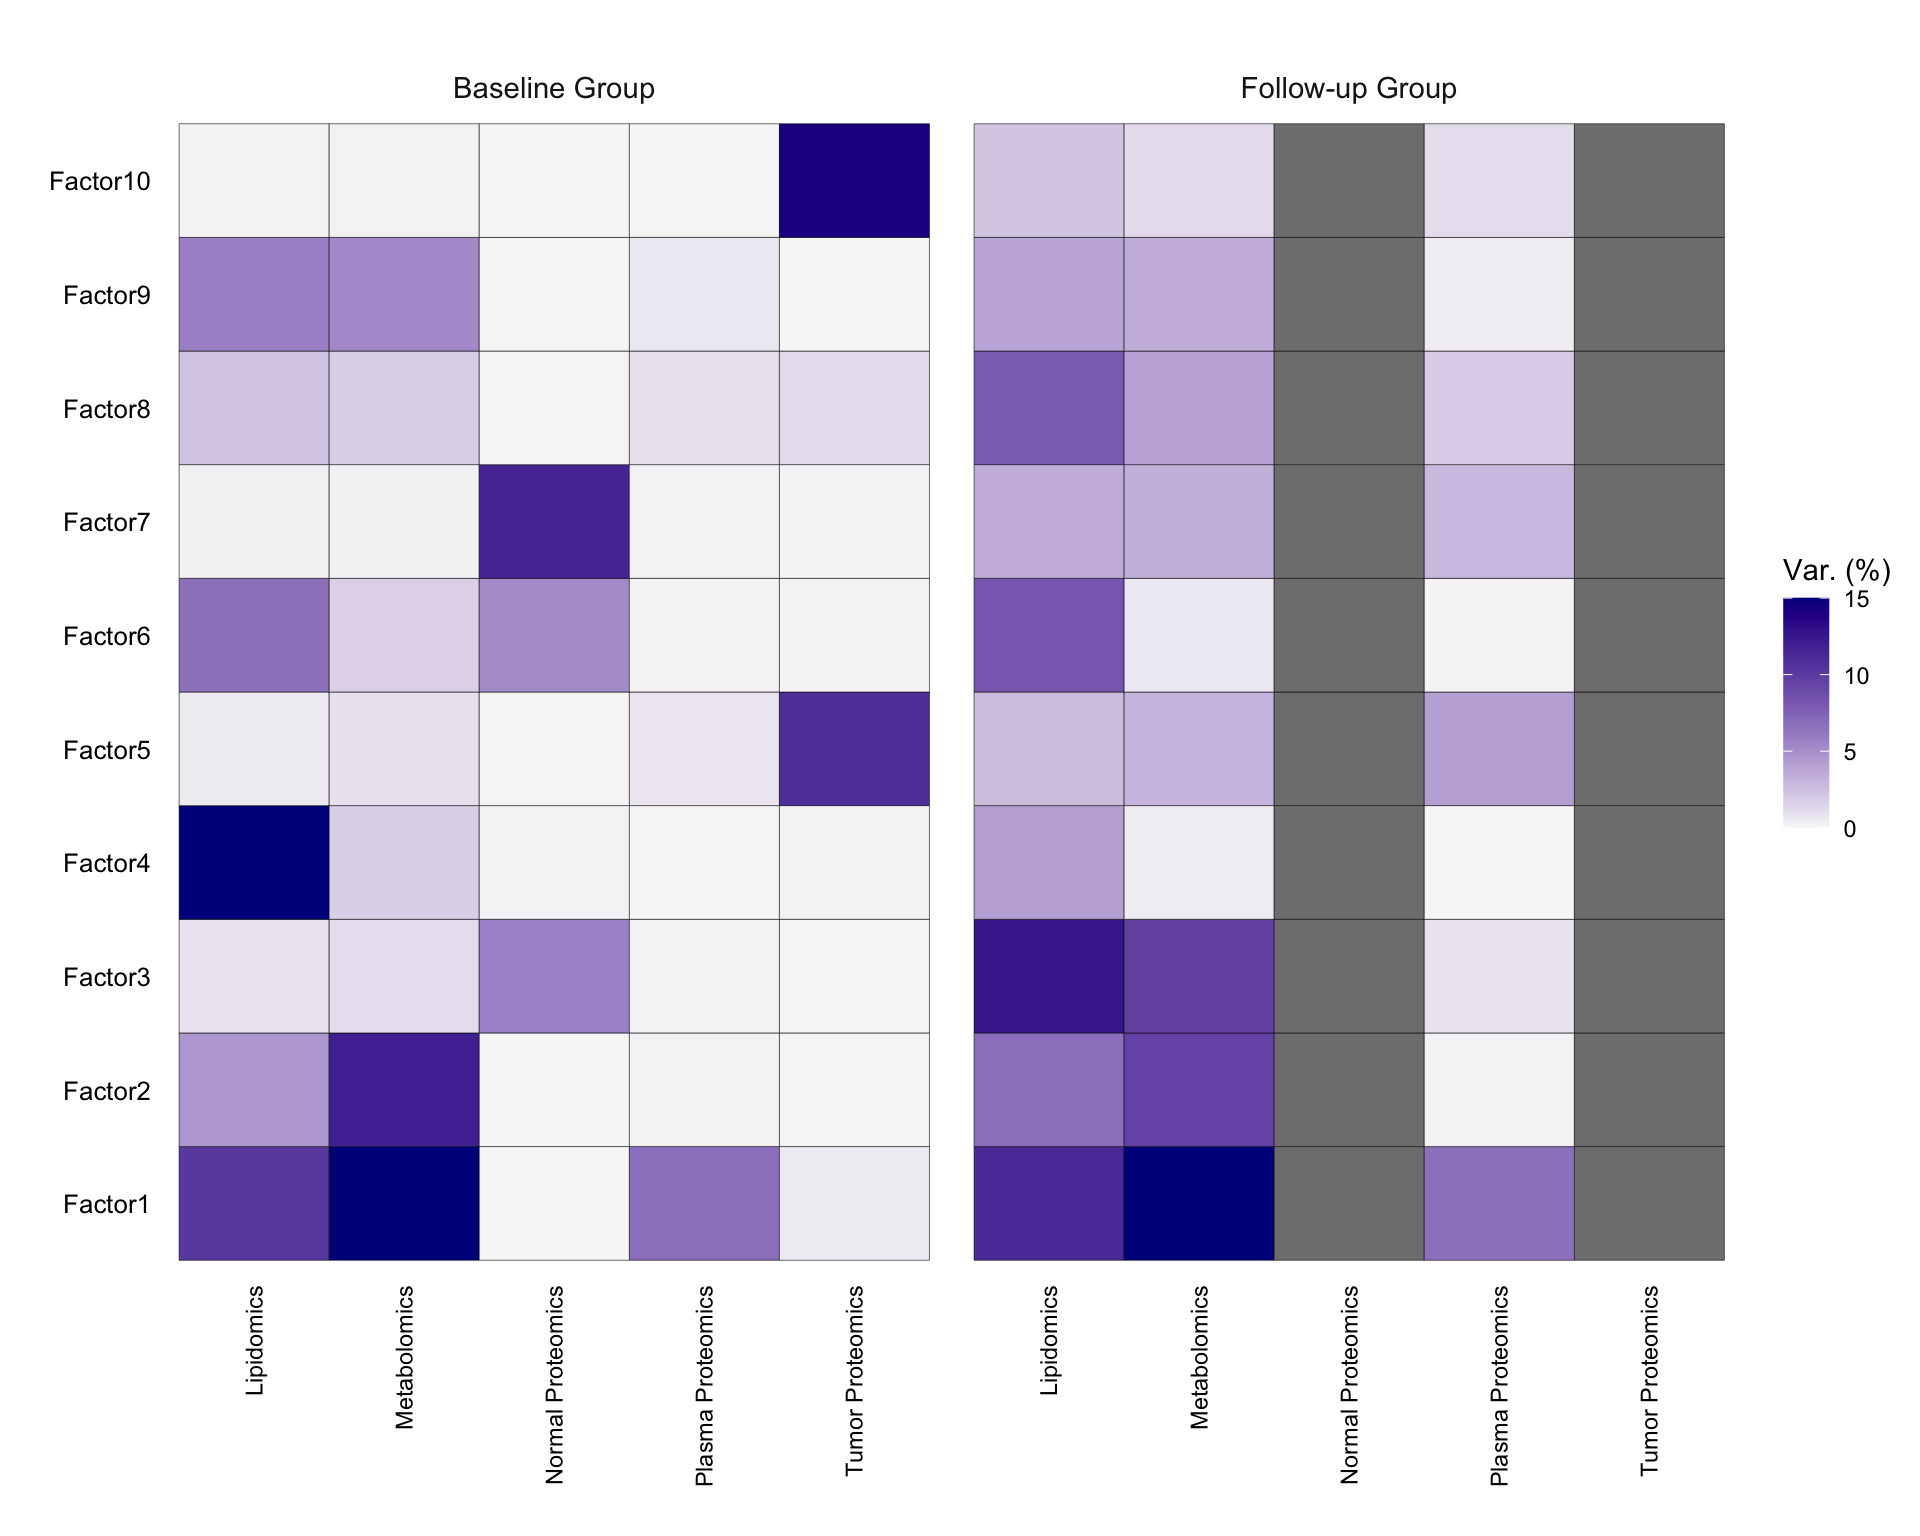 Baseline Group
Follow-up Group
Factor10
Factor9
Factor8
Factor7
Factor6
Factor5
Factor4
Factor3
Factor2
Factor1
Lipidomics
Metabolomics
Normal Proteomics
Plasma Proteomics
Tumor Proteomics
Lipidomics
Metabolomics
Normal Proteomics
Plasma Proteomics
Tumor Proteomics
Var. (%)
15
10
5
0